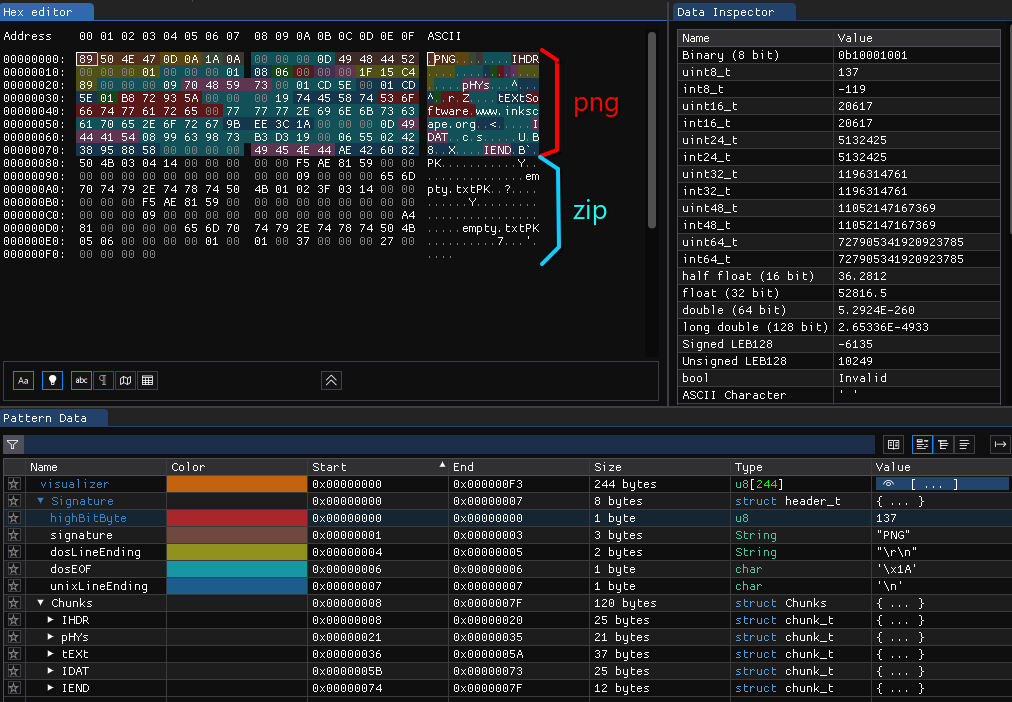 Hex editor
Address 00 01 02 03 04 05 06 07 08 09 0A 0B 0C 0D 0E 0F ASCII
00000000: 89 50 4E 47 0D 0A 1A 0A 00 00 00 0D 49 48 44 52 .PNG........IHDR
00000010: 00 00 00 01 00 00 00 01 08 06 00 00 00 1F 15 C4 ................
00000020: 89 00 00 00 09 70 48 59 73 00 01 CD 5E 00 01 CD .....pHYs...^...
00000030: 5E 01 B8 72 93 5A 00 00 00 19 74 45 58 74 53 6F ^..r.Z....tEXtSo
00000040: 66 74 77 61 72 65 00 77 77 77 2E 69 6E 6B 73 63 ftware.www.inksc
00000050: 61 70 65 2E 6F 72 67 9B EE 3C 1A 00 00 00 0D 49 ape.org..<.....I
00000060: 44 41 54 08 99 63 98 73 B3 D3 19 00 06 55 02 42 DAT..c.s.....U.B
00000070: 38 95 88 58 00 00 00 00 49 45 4E 44 AE 42 60 82 8..X....IEND.B`.
00000080: 50 4B 03 04 14 00 00 00 00 00 F5 AE 81 59 00 00 PK...........Y..
00000090: 00 00 00 00 00 00 00 00 00 00 09 00 00 00 65 6D ..............em
000000A0: 70 74 79 2E 74 78 74 50 4B 01 02 3F 03 14 00 00 pty.txtPK..?....
000000B0: 00 00 00 F5 AE 81 59 00 00 00 00 00 00 00 00 00 ......Y.........
000000C0: 00 00 00 09 00 00 00 00 00 00 00 00 00 00 00 A4 ................
000000D0: 81 00 00 00 00 65 6D 70 74 79 2E 74 78 74 50 4B .....empty.txtPK
000000E0: 05 06 00 00 00 00 01 00 01 00 37 00 00 00 27 00 ..........7...'.
000000F0: 00 00 00 00 ....
png
zip
Aa
abc
Data Inspector
Name Value
Binary (8 bit) 0b10001001
uint8_t 137
int8_t -119
uint16_t 20617
int16_t 20617
uint24_t 5132425
int24_t 5132425
uint32_t 1196314761
int32_t 1196314761
uint48_t 11052147167369
int48_t 11052147167369
uint64_t 727905341920923785
int64_t 727905341920923785
half float (16 bit) 36.2812
float (32 bit) 52816.5
double (64 bit) 5.2924E-260
long double (128 bit) 2.65336E-4933
Signed LEB128 -6135
Unsigned LEB128 10249
bool Invalid
ASCII Character ' '
Pattern Data
Name Color Start End Size Type Value
visualizer 0x00000000 0x000000F3 244 bytes u8[244] [ ... ]
Signature 0x00000000 0x00000007 8 bytes struct header_t { ... }
highBitByte 0x00000000 0x00000000 1 byte u8 137
signature 0x00000001 0x00000003 3 bytes String "PNG"
dosLineEnding 0x00000004 0x00000005 2 bytes String "\r\n"
dosEOF 0x00000006 0x00000006 1 byte char '\x1A'
unixLineEnding 0x00000007 0x00000007 1 byte char '\n'
Chunks 0x00000008 0x0000007F 120 bytes struct Chunks { ... }
IHDR 0x00000008 0x00000020 25 bytes struct chunk_t { ... }
pHYs 0x00000021 0x00000035 21 bytes struct chunk_t { ... }
tEXt 0x00000036 0x0000005A 37 bytes struct chunk_t { ... }
IDAT 0x0000005B 0x00000073 25 bytes struct chunk_t { ... }
IEND 0x00000074 0x0000007F 12 bytes struct chunk_t { ... }